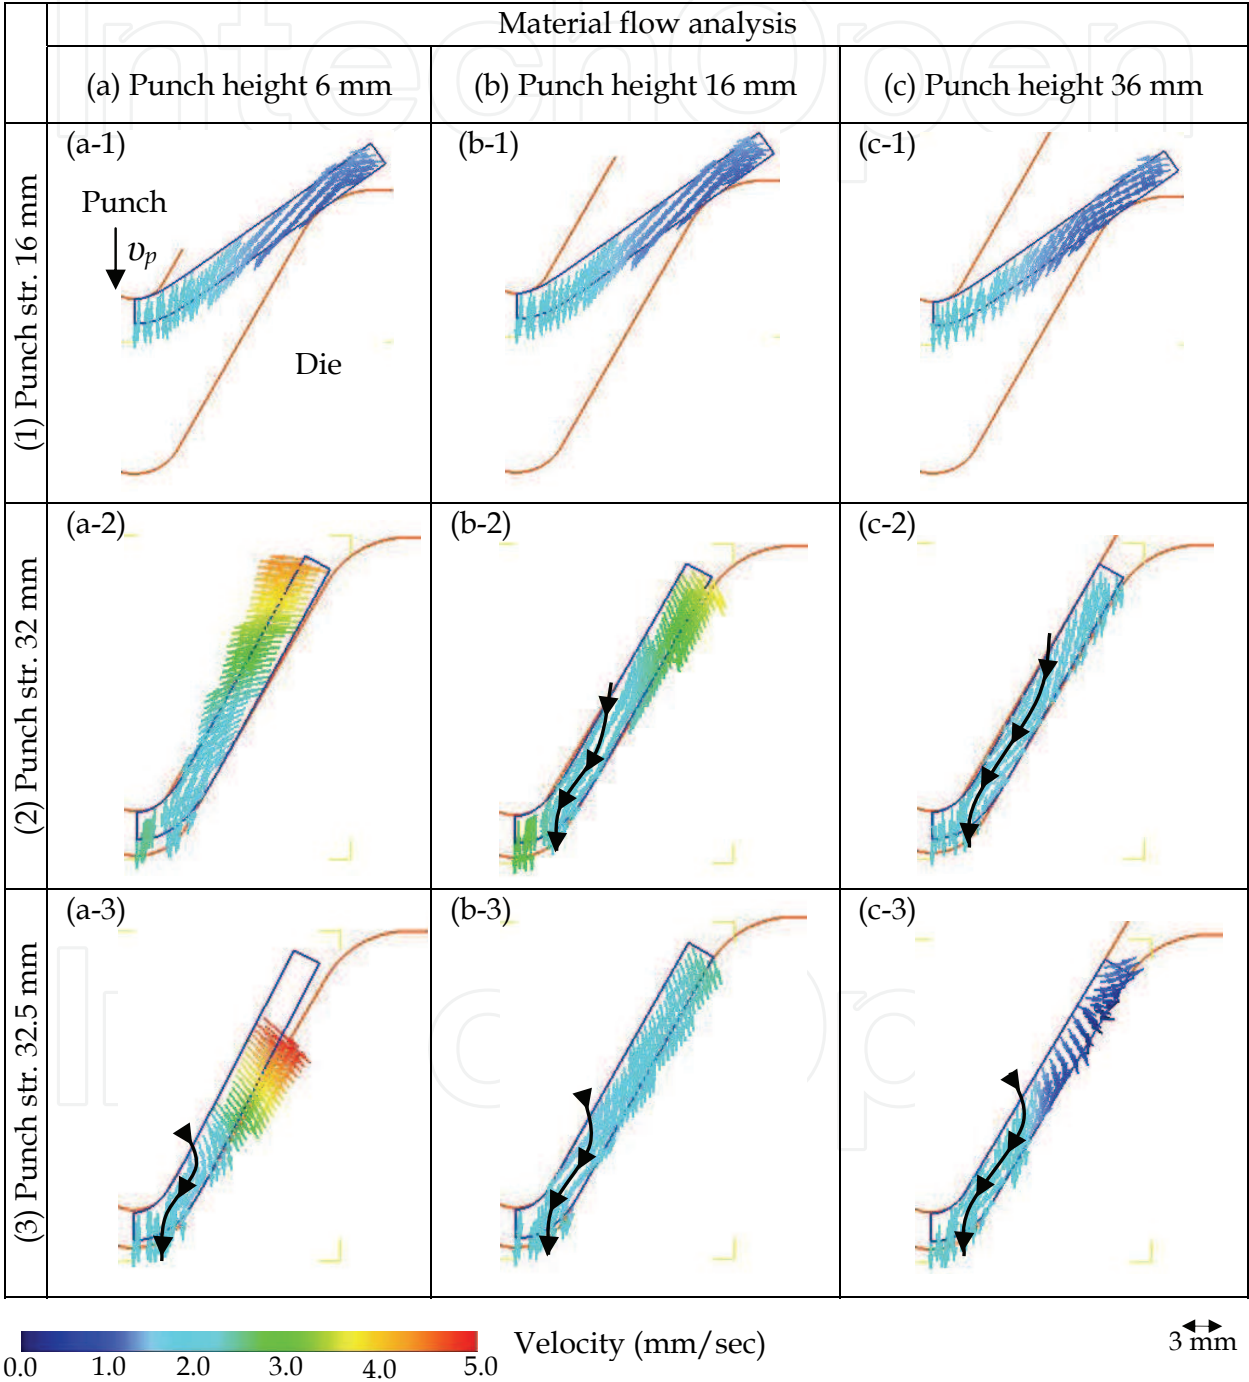 Material flow analysis
(a) Punch height 6 mm
(b) Punch height 16 mm
(c) Punch height 36 mm
(1) Punch str. 16 mm
(a-1)
(b-1)
(c-1)
Punch
υp
Die
(2) Punch str. 32 mm
(a-2)
(b-2)
(c-2)
(3) Punch str. 32.5 mm
(a-3)
(b-3)
(c-3)
Velocity (mm/sec)
3 mm
0.0 1.0 2.0 3.0 4.0 5.0
IntechOpen
IntechOpen